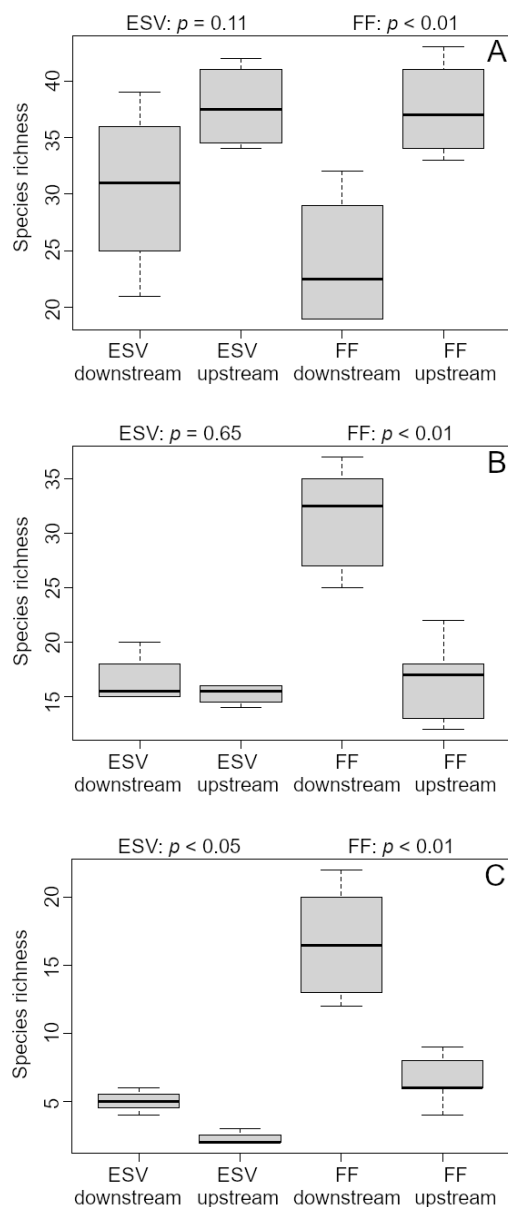 ESV: p = 0.11 FF: p < 0.01
A
Species richness
40
35
30
25
20
ESV ESV FF FF
downstream upstream downstream upstream
ESV: p = 0.65 FF: p < 0.01
B
Species richness
35
30
25
20
15
ESV ESV FF FF
downstream upstream downstream upstream
ESV: p < 0.05 FF: p < 0.01
C
Species richness
20
15
10
5
ESV ESV FF FF
downstream upstream downstream upstream